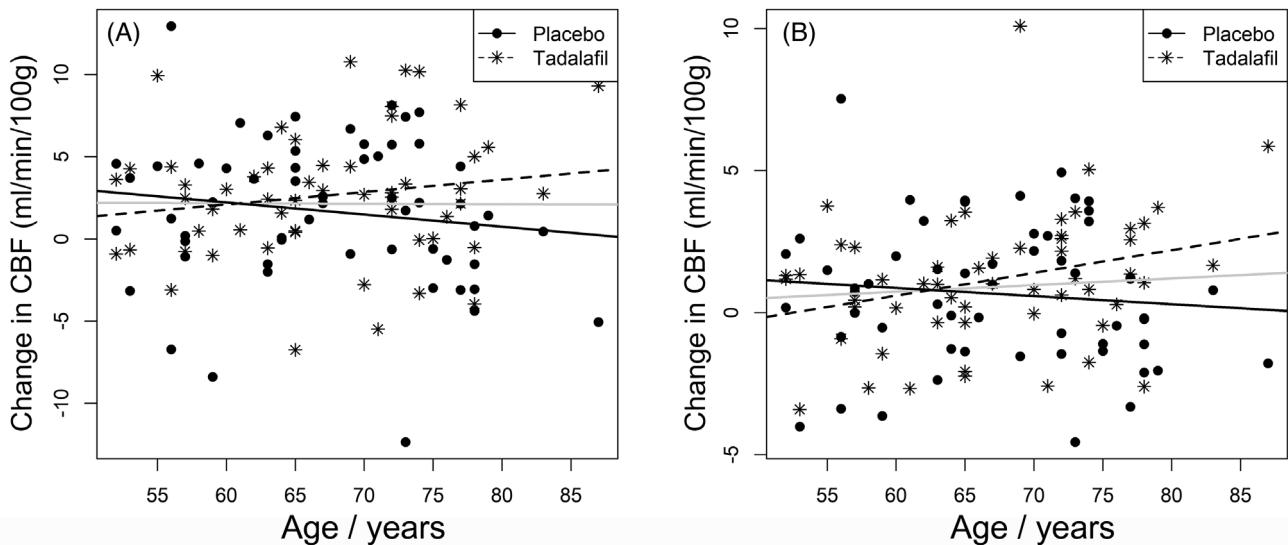 (A)
Placebo
Tadalafil
Change in CBF (ml/min/100g)
10
5
0
-5
-10
55 60 65 70 75 80 85
Age / years
(B)
Placebo
Tadalafil
Change in CBF (ml/min/100g)
10
5
0
-5
55 60 65 70 75 80 85
Age / years